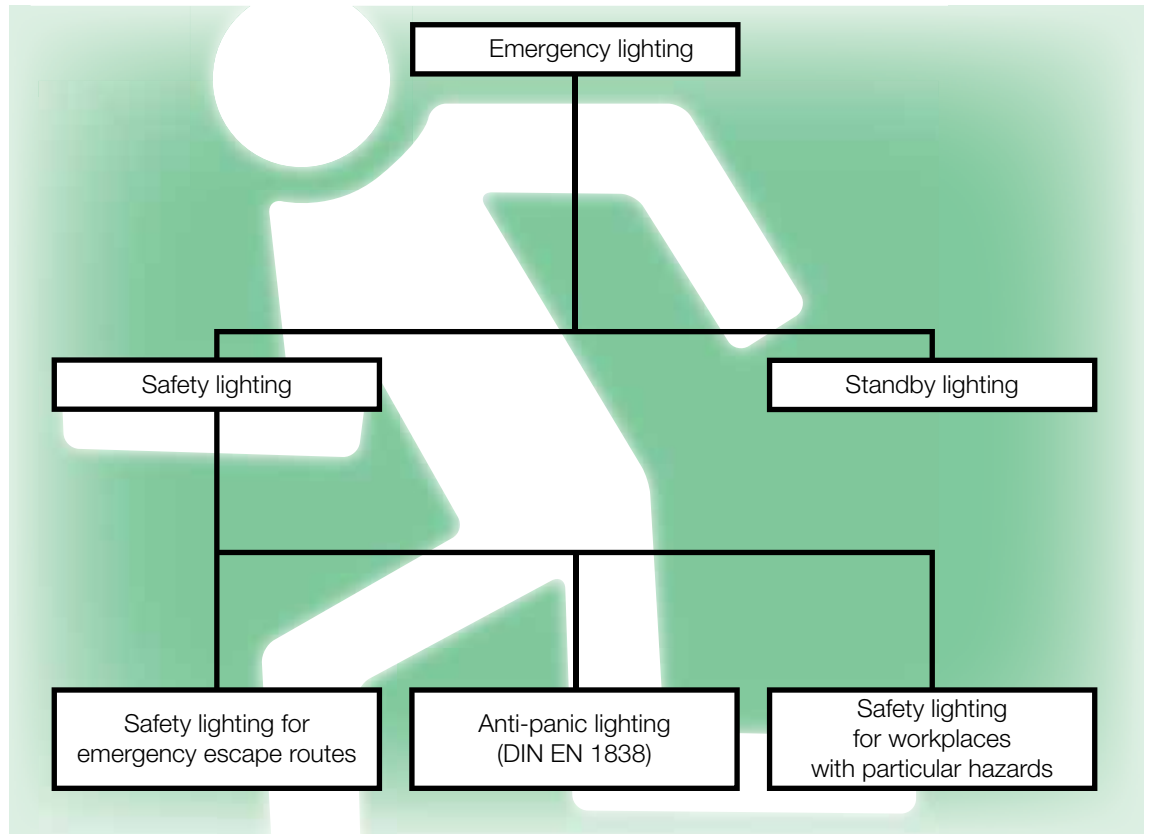 Emergency lighting
Safety lighting
Standby lighting
Safety lighting for
emergency escape routes
Anti-panic lighting
(DIN EN 1838)
Safety lighting
for workplaces
with particular hazards